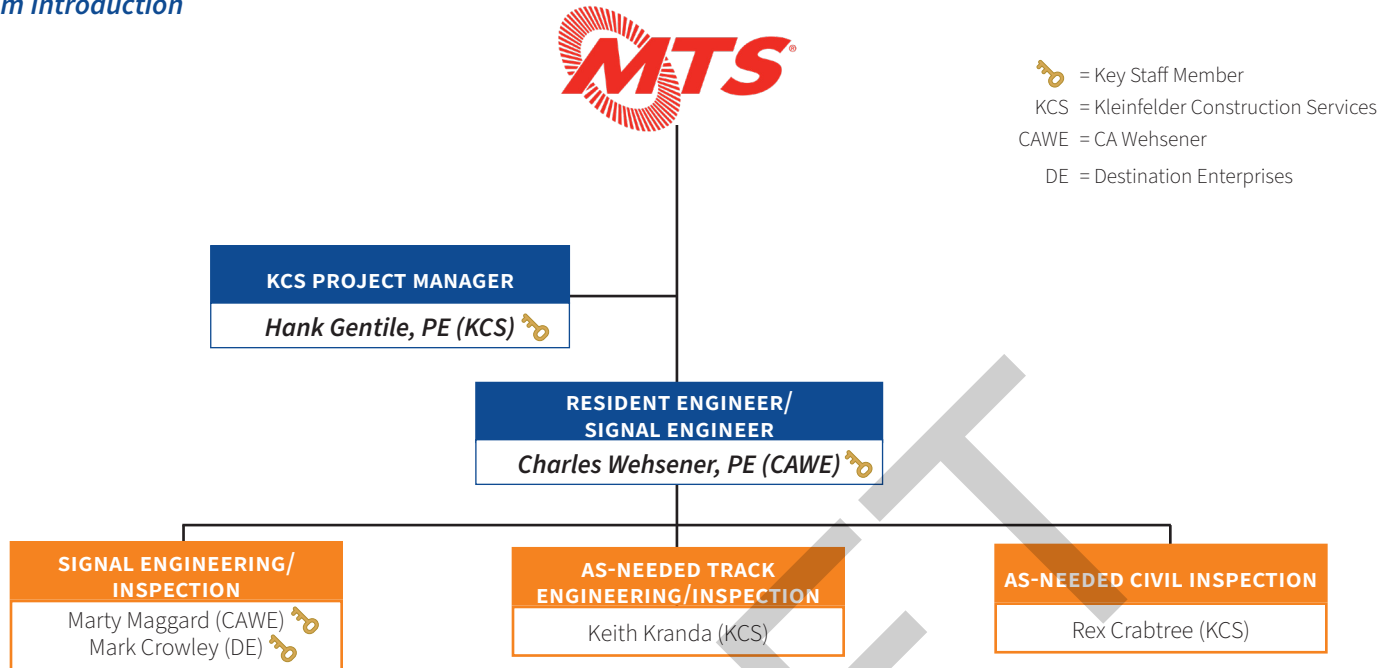 m Introduction
MTS®
= Key Staff Member
KCS = Kleinfelder Construction Services
CAWE = CA Wehsener
DE = Destination Enterprises
KCS PROJECT MANAGER
Hank Gentile, PE (KCS)
RESIDENT ENGINEER/
SIGNAL ENGINEER
Charles Wehsener, PE (CAWE)
SIGNAL ENGINEERING/
INSPECTION
Marty Maggard (CAWE)
Mark Crowley (DE)
AS-NEEDED TRACK
ENGINEERING/INSPECTION
Keith Kranda (KCS)
AS-NEEDED CIVIL INSPECTION
Rex Crabtree (KCS)